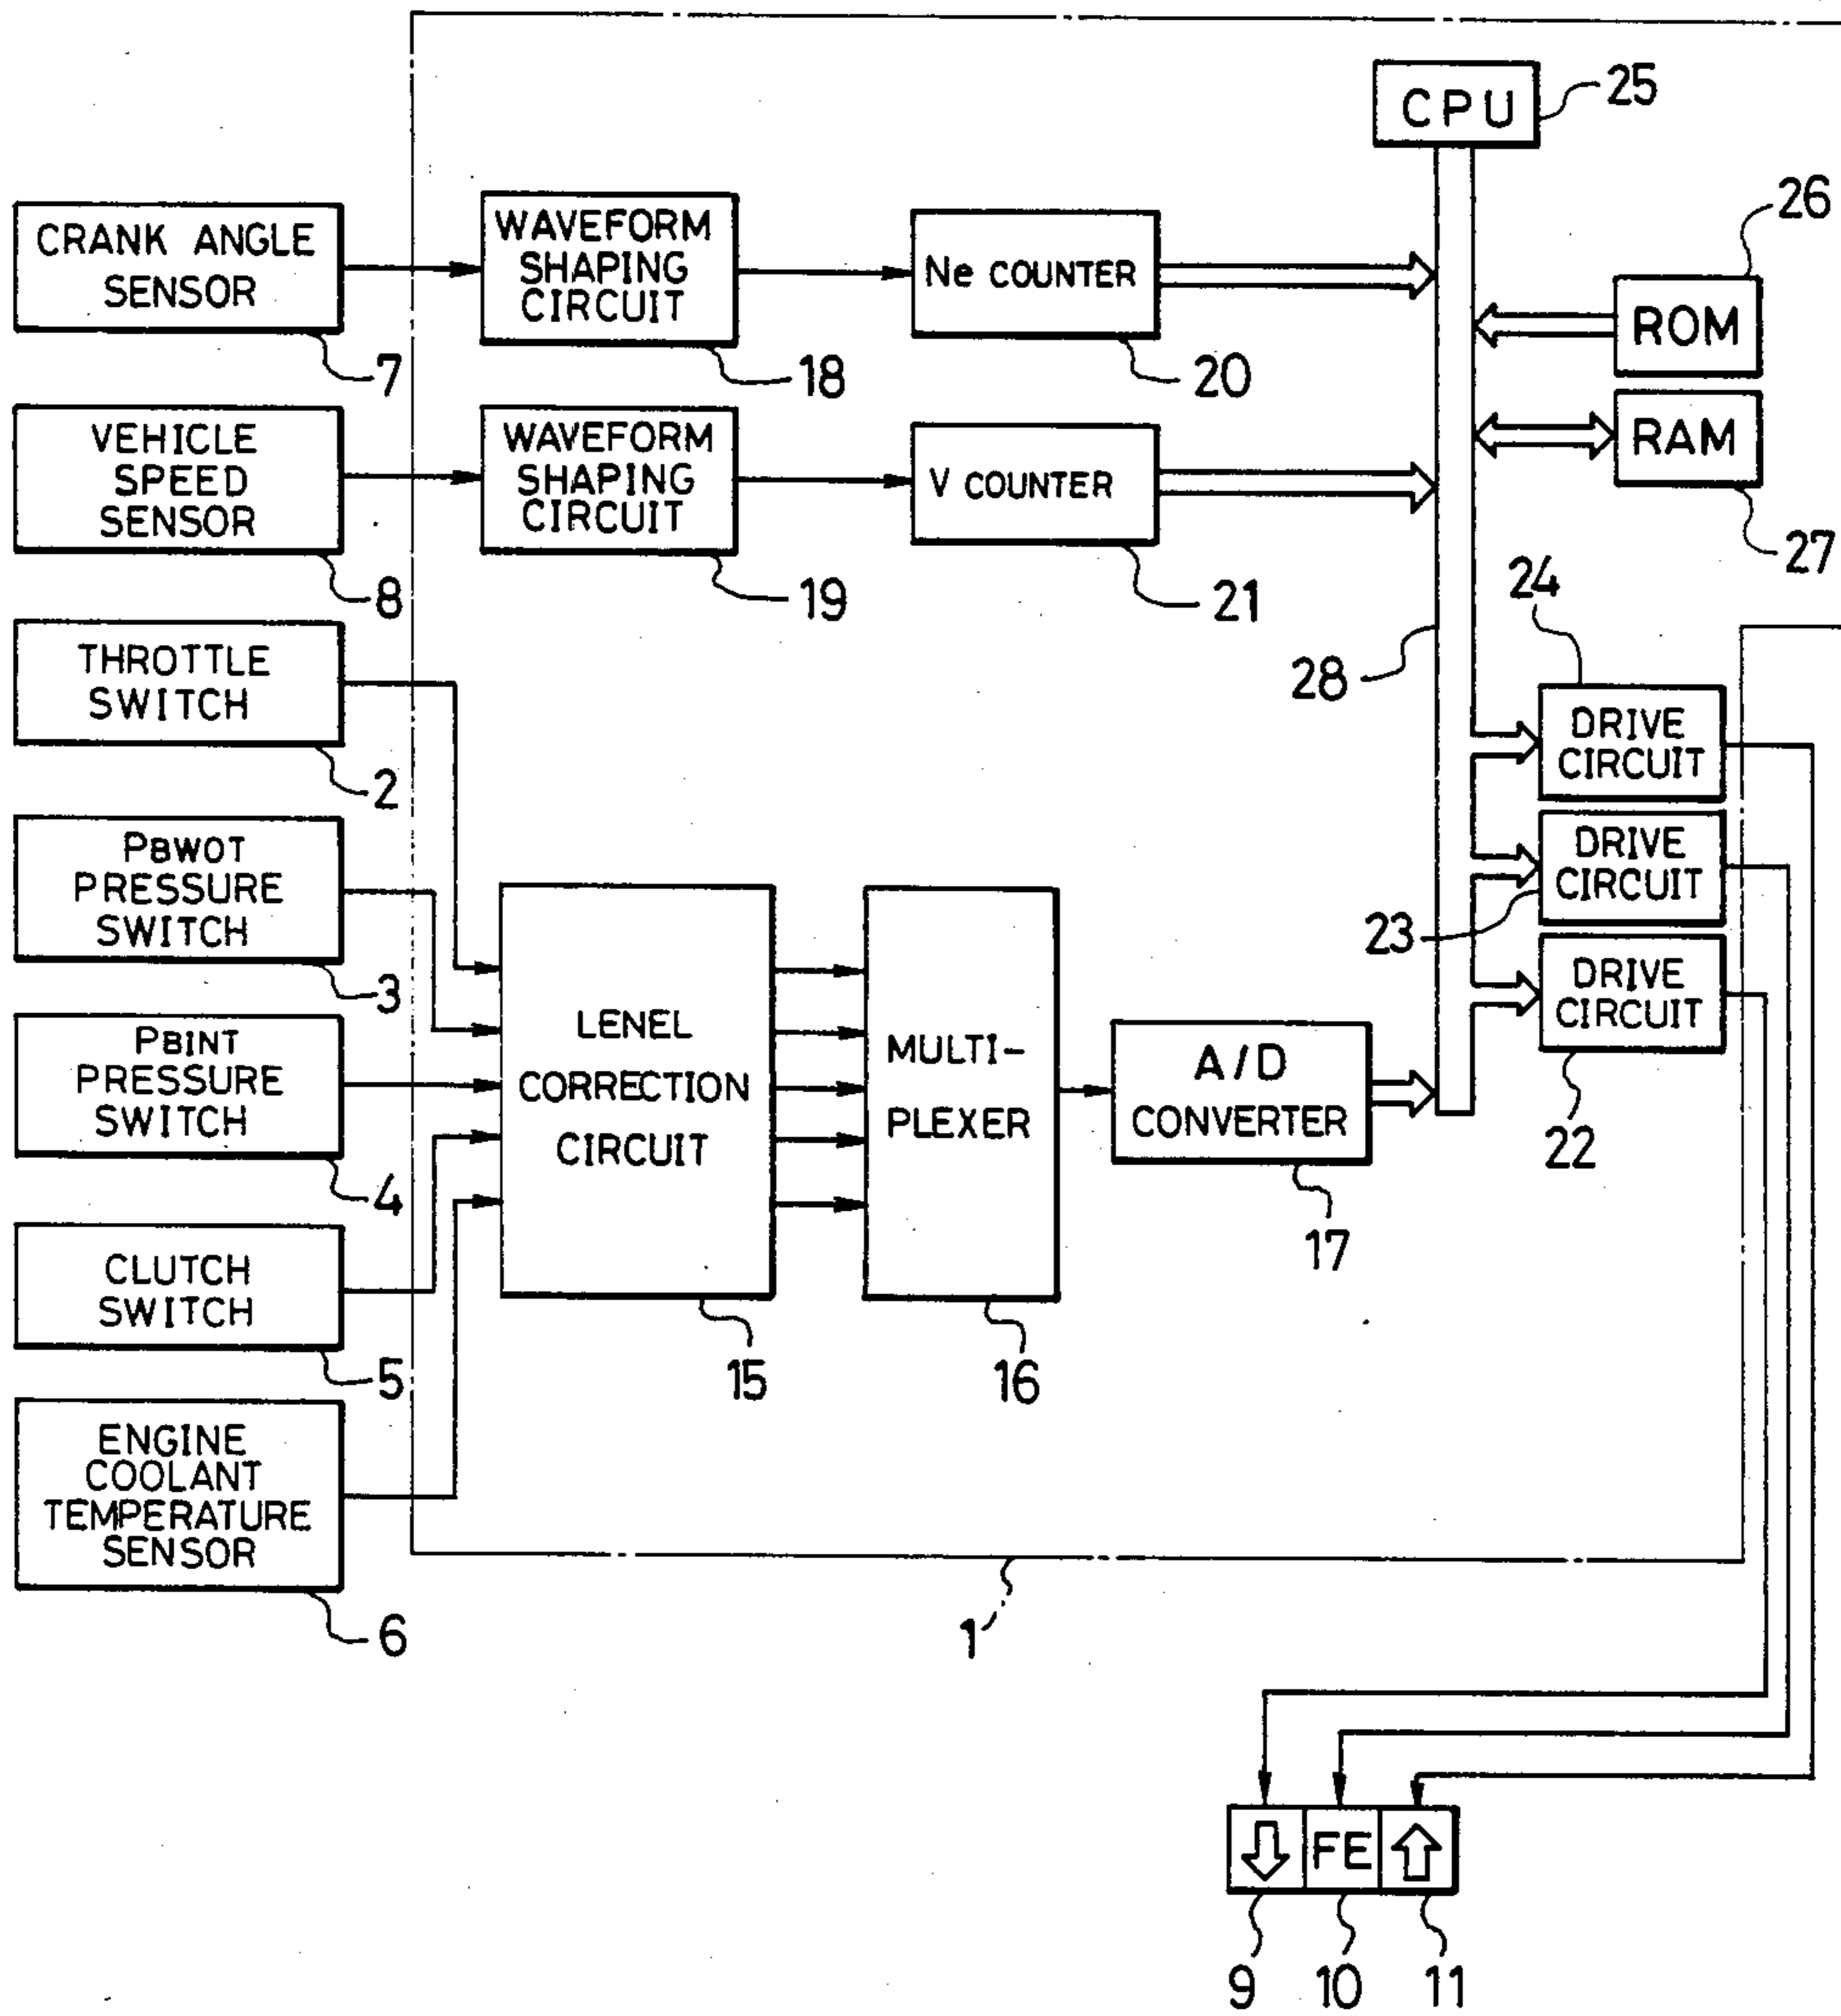 CPU
25
CRANK ANGLE
SENSOR
7
WAVEFORM
SHAPING
CIRCUIT
18
Ne COUNTER
20
26
ROM
VEHICLE
SPEED
SENSOR
8
WAVEFORM
SHAPING
CIRCUIT
19
V COUNTER
21
RAM
27
THROTTLE
SWITCH
2
28
24
DRIVE
CIRCUIT
PBWOT
PRESSURE
SWITCH
3
DRIVE
CIRCUIT
23
DRIVE
CIRCUIT
22
PBINT
PRESSURE
SWITCH
4
LENEL
CORRECTION
CIRCUIT
15
MULTI-
PLEXER
16
A/D
CONVERTER
17
CLUTCH
SWITCH
5
ENGINE
COOLANT
TEMPERATURE
SENSOR
6
1
FE
9 10 11